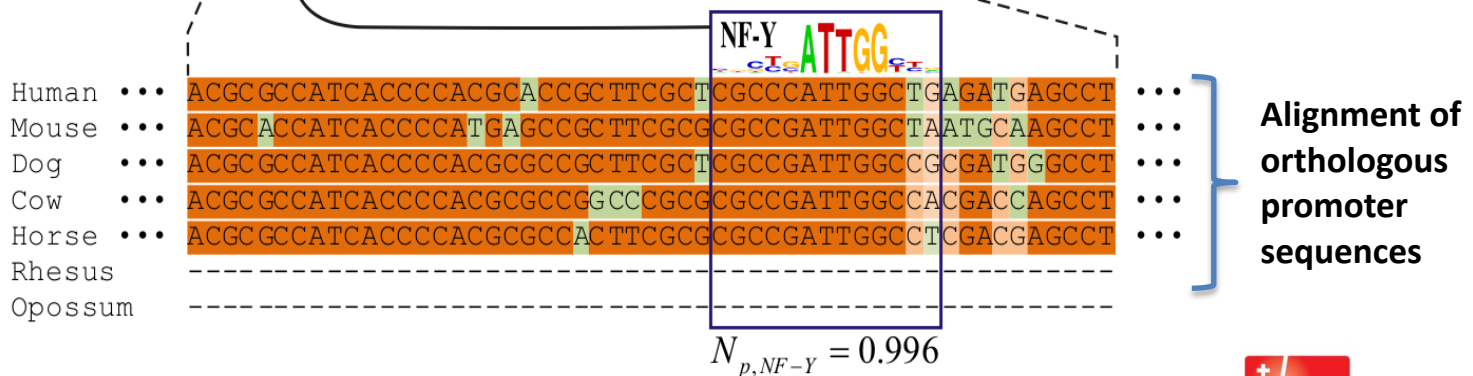 NF-Y ATTGG
Human ••• ACGCGCCATCACCCCACGCACCGCTTCGCTCGCCCATTGGCTGAGATGAGCCT •••
Mouse ••• ACGCACCATCACCCCATGAGCCGCTTCGCGCGCCGATTGGCTAATGCAAGCCT •••
Dog ••• ACGCGCCATCACCCCACGCGCCGCTTCGCTCGCCGATTGGCCGCGATGGGCCT •••
Cow ••• ACGCGCCATCACCCCACGCGCCGGCCCGCGCGCCGATTGGCCACGACCAGCCT •••
Horse ••• ACGCGCCATCACCCCACGCGCCACTTCGCGCGCCGATTGGCCTCGACGAGCCT •••
Rhesus -----------------------------------------------------
Opossum -----------------------------------------------------
N p,NF-Y = 0.996
Alignment of
orthologous
promoter
sequences